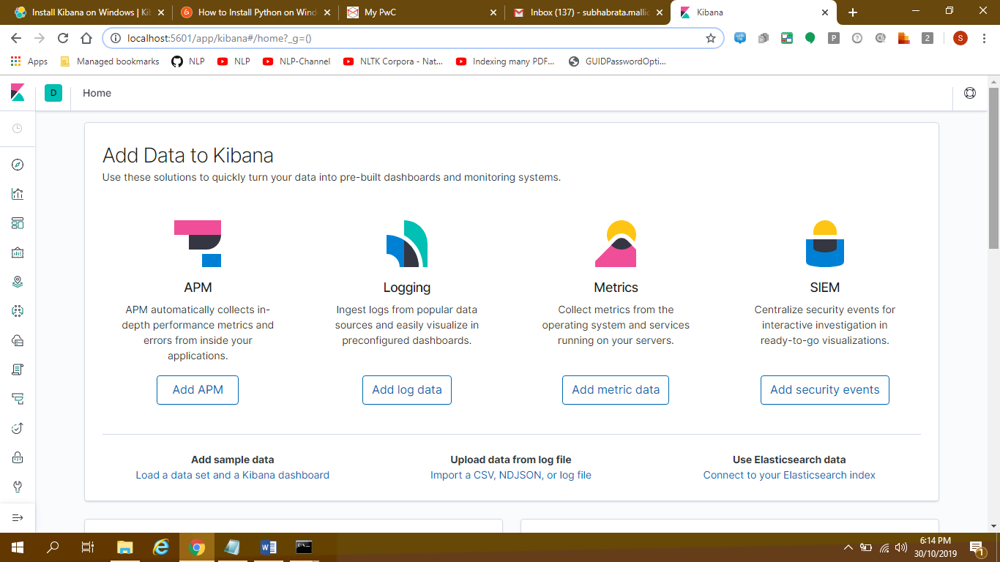 Install Kibana on Windows | Kib
How to Install Python on Wind
My PwC
Inbox (137) - subhabrata.mallic
Kibana
localhost:5601/app/kibana#/home?_g=()
P
2
S
Apps
Managed bookmarks
NLP
NLP
NLP-Channel
NLTK Corpora - Nat...
Indexing many PDF...
GUIDPasswordOpti...
D
Home
Add Data to Kibana
Use these solutions to quickly turn your data into pre-built dashboards and monitoring systems.
APM
APM automatically collects in-
depth performance metrics and
errors from inside your
applications.
Add APM
Logging
Ingest logs from popular data
sources and easily visualize in
preconfigured dashboards.
Add log data
Metrics
Collect metrics from the
operating system and services
running on your servers.
Add metric data
SIEM
Centralize security events for
interactive investigation in
ready-to-go visualizations.
Add security events
Add sample data
Load a data set and a Kibana dashboard
Upload data from log file
Import a CSV, NDJSON, or log file
Use Elasticsearch data
Connect to your Elasticsearch index
6:14 PM
30/10/2019
1